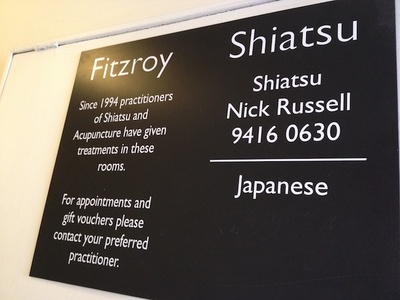 Fitzroy Shiatsu
Since 1994 practitioners
of Shiatsu and
Acupuncture have given
treatments in these
rooms.
For appointments and
gift vouchers please
contact your preferred
practitioner.
Shiatsu
Nick Russell
9416 0630
Japanese